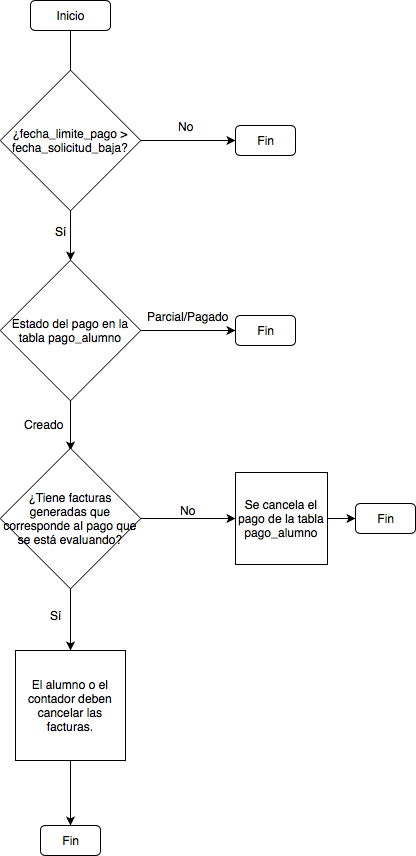 Inicio
¿fecha_limite_pago >
fecha_solicitud_baja?
No
Fin
Sí
Estado del pago en la
tabla pago_alumno
Parcial/Pagado
Fin
Creado
¿Tiene facturas
generadas que
corresponde al pago que
se está evaluando?
No
Se cancela el
pago de la tabla
pago_alumno
Fin
Sí
El alumno o el
contador deben
cancelar las
facturas.
Fin